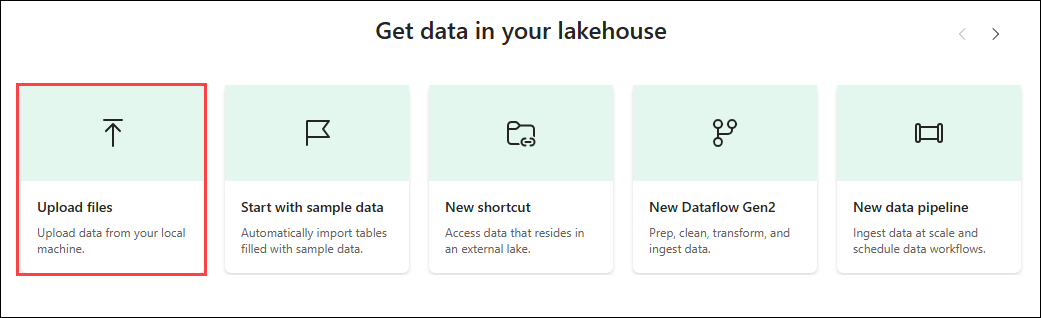 Get data in your lakehouse
Upload files
Upload data from your local
machine.
Start with sample data
Automatically import tables
filled with sample data.
New shortcut
Access data that resides in
an external lake.
New Dataflow Gen2
Prep, clean, transform, and
ingest data.
New data pipeline
Ingest data at scale and
schedule data workflows.